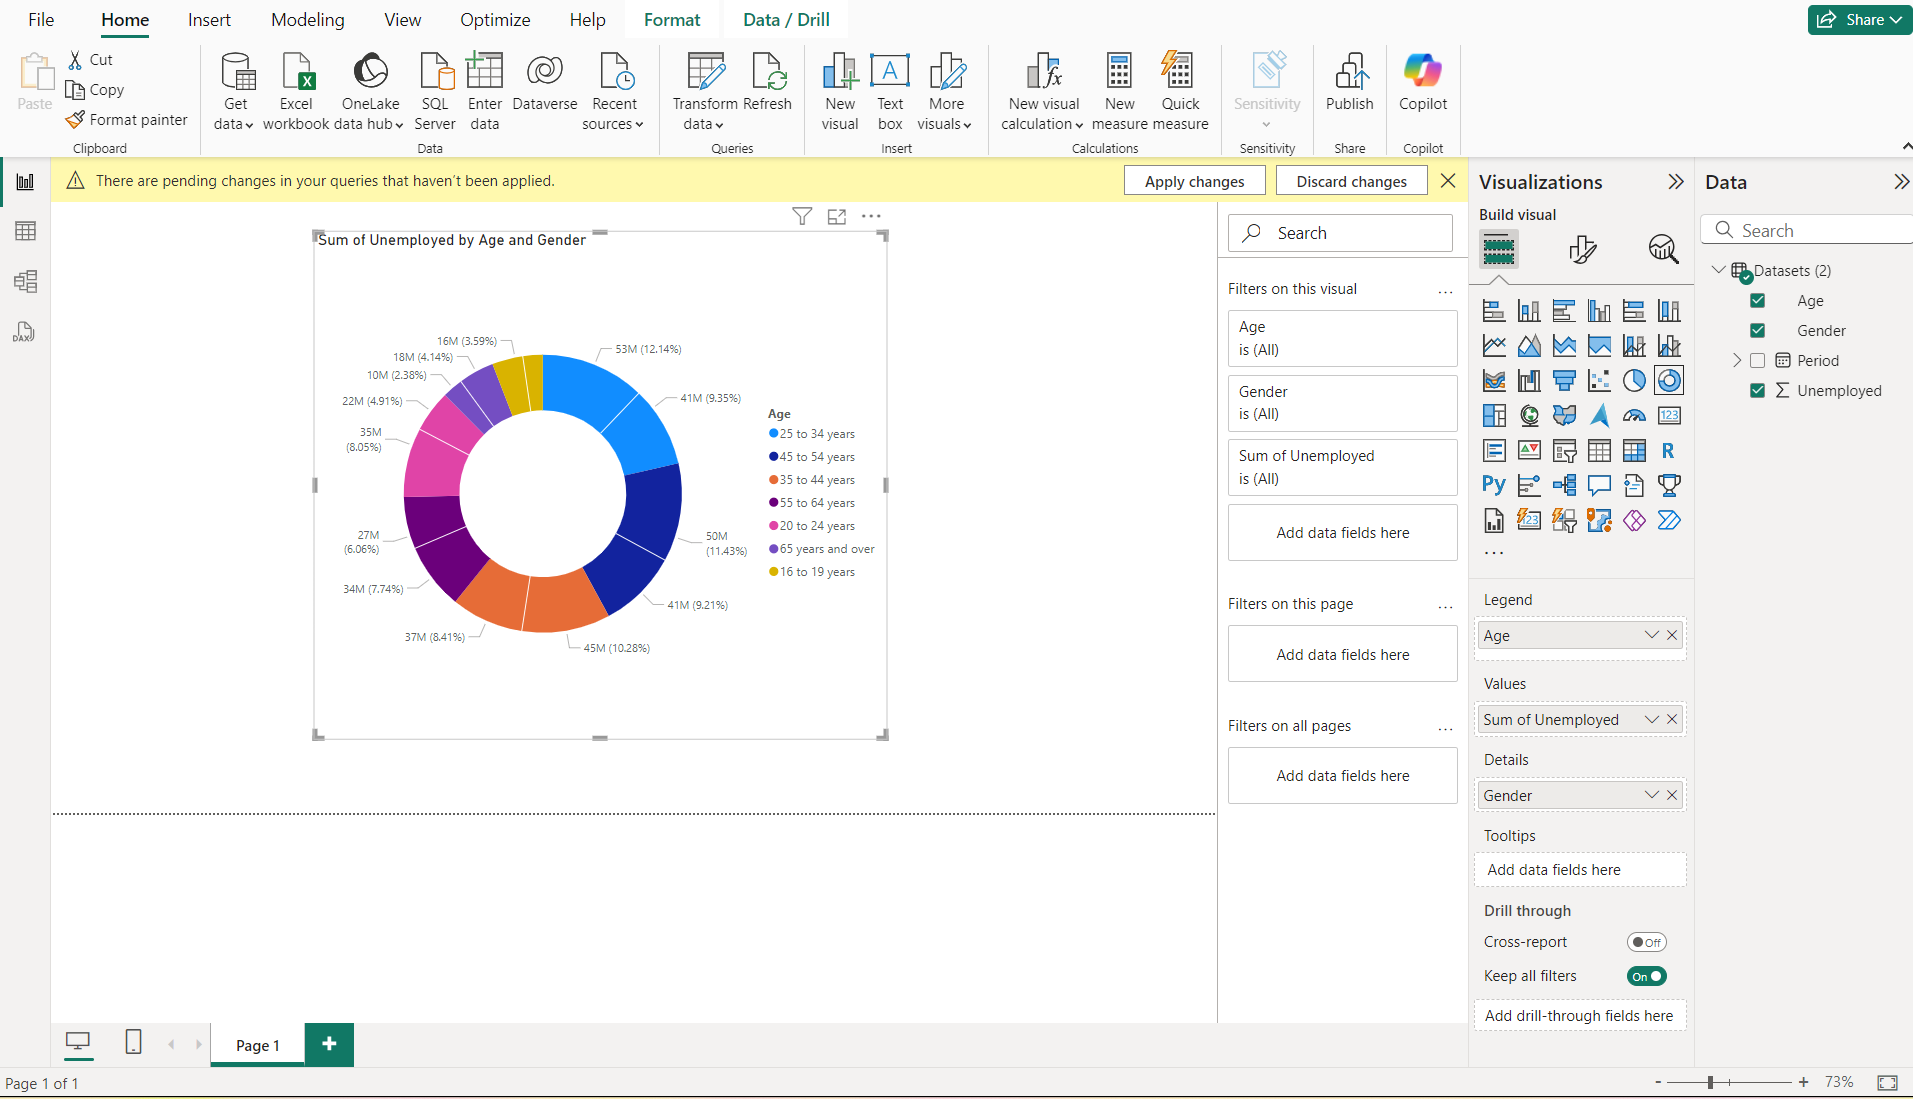 File Home Insert Modeling View Optimize Help Format Data / Drill
Share
Paste
Cut
Copy
Format painter
Clipboard
Get data
Excel workbook
OneLake data hub
SQL Server
Enter data
Dataverse
Recent sources
Data
Transform data
Refresh
Queries
New visual
Text box
More visuals
Insert
New visual calculation
New measure
Quick measure
Calculations
Sensitivity
Sensitivity
Publish
Share
Copilot
Copilot
There are pending changes in your queries that haven't been applied.
Apply changes
Discard changes
Sum of Unemployed by Age and Gender
53M (12.14%)
41M (9.35%)
50M
(11.43%)
41M (9.21%)
45M (10.28%)
37M (8.41%)
34M (7.74%)
27M
(6.06%)
35M
(8.05%)
22M (4.91%)
10M (2.38%)
18M (4.14%)
16M (3.59%)
Age
25 to 34 years
45 to 54 years
35 to 44 years
55 to 64 years
20 to 24 years
65 years and over
16 to 19 years
Search
Filters on this visual ...
Age
is (All)
Gender
is (All)
Sum of Unemployed
is (All)
Add data fields here
Filters on this page ...
Add data fields here
Filters on all pages ...
Add data fields here
Visualizations
Build visual
123
R
Py
123
...
Legend
Age
Values
Sum of Unemployed
Details
Gender
Tooltips
Add data fields here
Drill through
Cross-report Off
Keep all filters On
Add drill-through fields here
Data
Search
Datasets (2)
Age
Gender
Period
Unemployed
DAX
Page 1
Page 1 of 1
- + 73%